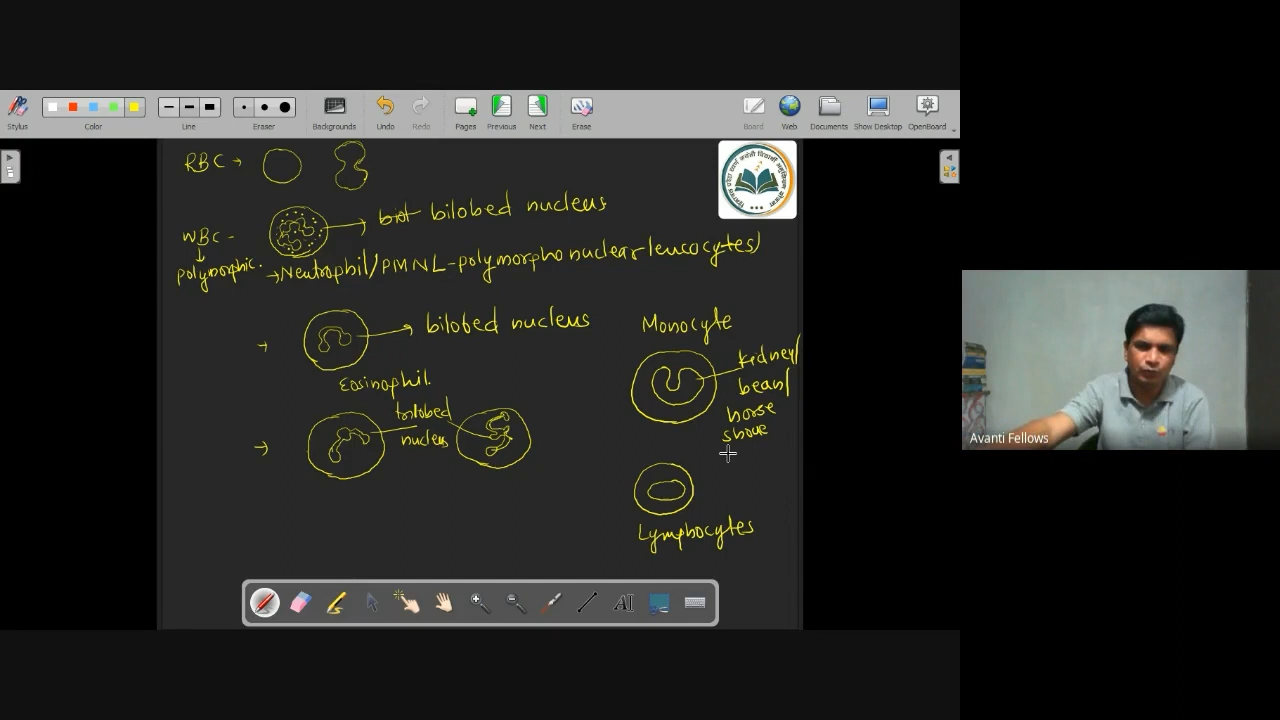 Stylus
Color
Line
Eraser
Backgrounds
Undo
Redo
Pages
Previous
Next
Erase
Board
Web
Documents
Show Desktop
OpenBoard
RBC →
WBC -
polymorphic.
bilobed nucleus
→ Neutrophil/PMNL-polymorphonuclear leucocytes)
→ bilobed nucleus
Eosinophil.
→ trilobed
nucleus
Monocyte
kidney/
bean/
horse
shoue
Lymphocytes
Avanti Fellows
AI